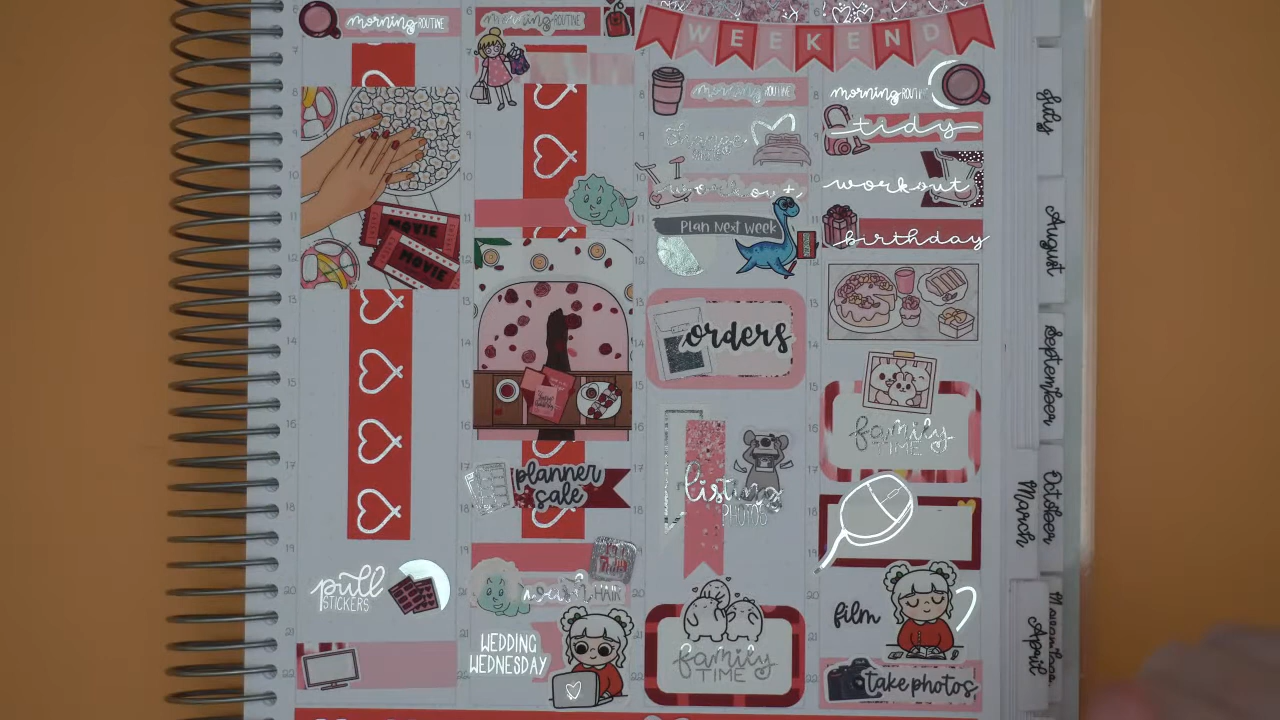 morning ROUTINE
MOVIE
MOVIE
pull
STICKERS
morning ROUTINE
planner
sale
HAIR
WEDDING
WEDNESDAY
WEEKEND
morning ROUTINE
change
workout
PLAN NEXT WEEK
orders
listing
PHOTOS
family
TIME
morning ROUTINE
tidy
workout
birthday
family
TIME
film
take photos
July
August
September
October
March
April